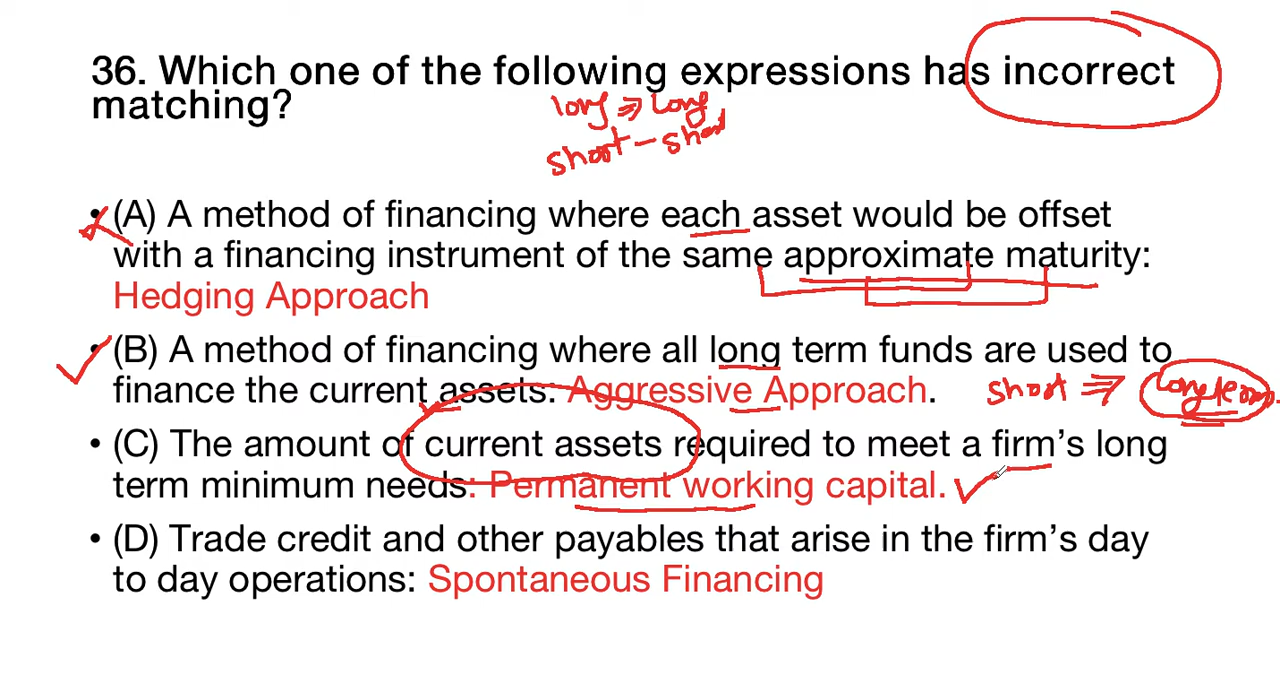 36. Which one of the following expressions has incorrect
matching?
long ⇒ long
short - short
• (A) A method of financing where each asset would be offset
with a financing instrument of the same approximate maturity:
Hedging Approach
• (B) A method of financing where all long term funds are used to
finance the current assets: Aggressive Approach.
short ⇒ long term.
• (C) The amount of current assets required to meet a firm's long
term minimum needs: Permanent working capital.
• (D) Trade credit and other payables that arise in the firm's day
to day operations: Spontaneous Financing